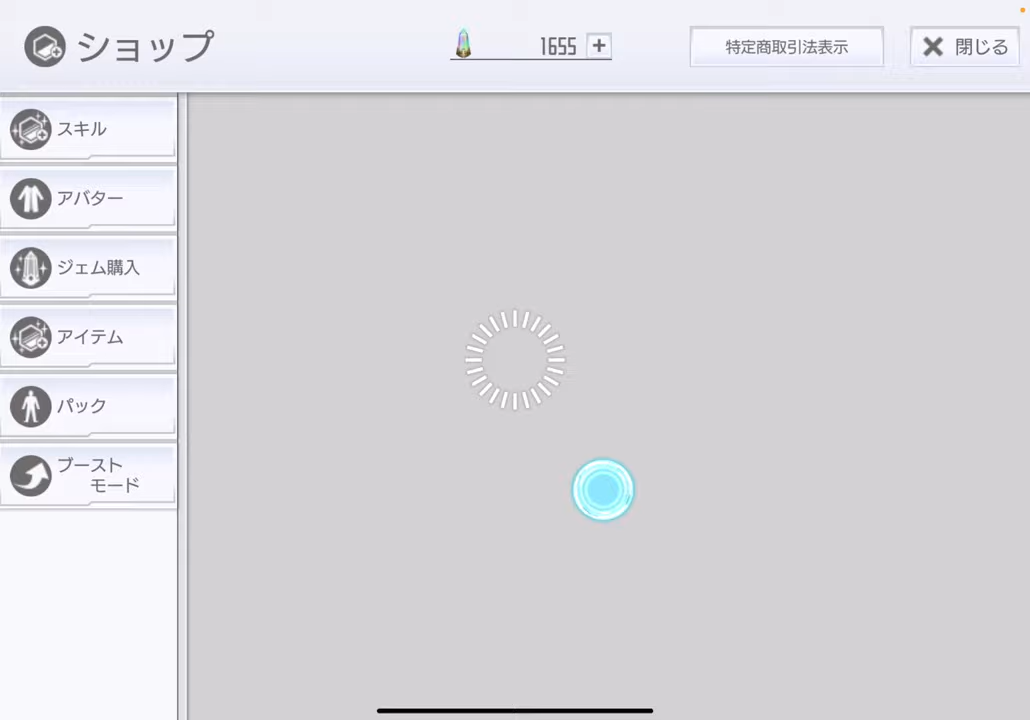 ショップ
1655
特定商取引法表示
閉じる
スキル
アバター
ジェム購入
アイテム
パック
ブースト
モード